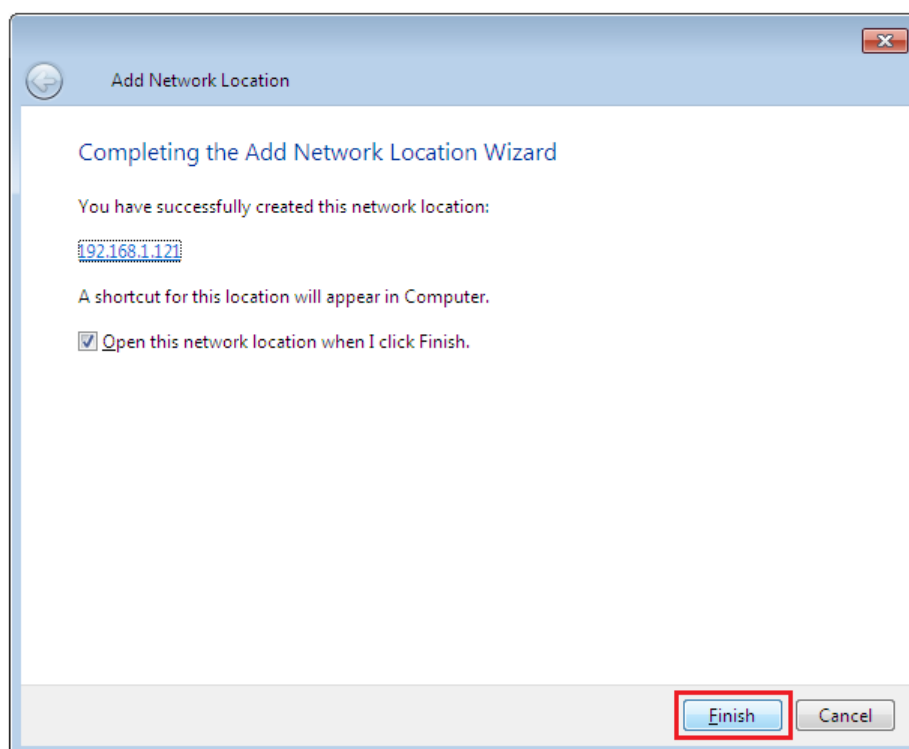 Add Network Location
Completing the Add Network Location Wizard
You have successfully created this network location:
192.168.1.121
A shortcut for this location will appear in Computer.
Open this network location when I click Finish.
Finish Cancel